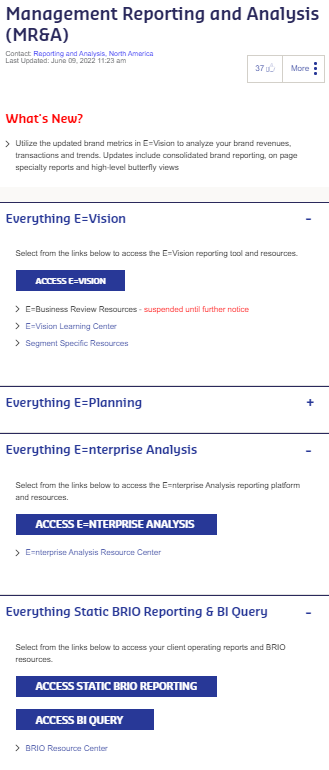 Management Reporting and Analysis
(MR&A)
Contact: Reporting and Analysis, North America
Last Updated: June 09, 2022 11:23 am
37
More
What's New?
Utilize the updated brand metrics in E=Vision to analyze your brand revenues,
transactions and trends. Updates include consolidated brand reporting, on page
specialty reports and high-level butterfly views
Everything E=Vision
-
Select from the links below to access the E=Vision reporting tool and resources.
ACCESS E=VISION
E=Business Review Resources - suspended until further notice
E=Vision Learning Center
Segment Specific Resources
Everything E=Planning
+
Everything E=nterprise Analysis
-
Select from the links below to access the E=nterprise Analysis reporting platform
and resources.
ACCESS E=NTERPRISE ANALYSIS
E=nterprise Analysis Resource Center
Everything Static BRIO Reporting & BI Query
-
Select from the links below to access your client operating reports and BRIO
resources.
ACCESS STATIC BRIO REPORTING
ACCESS BI QUERY
BRIO Resource Center